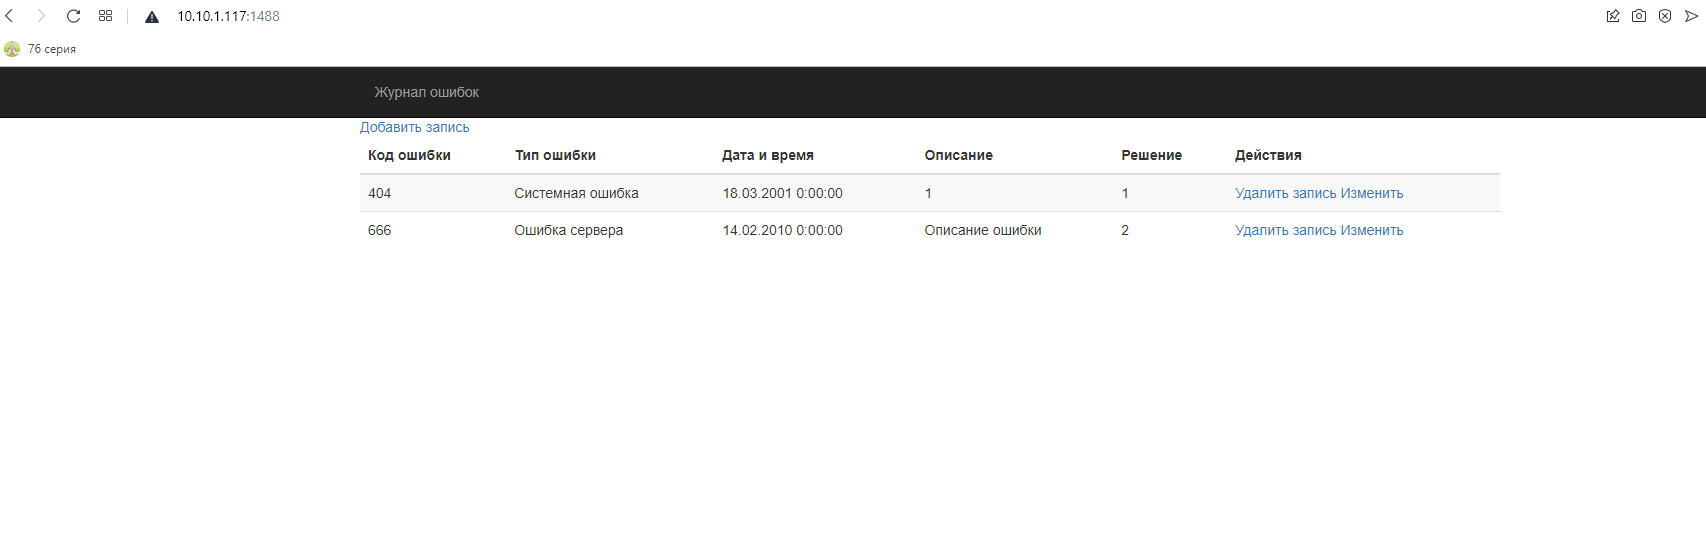 10.10.1.117:1488
76 серия
Журнал ошибок
Добавить запись
Код ошибки Тип ошибки Дата и время Описание Решение Действия
404 Системная ошибка 18.03.2001 0:00:00 1 1 Удалить запись Изменить
666 Ошибка сервера 14.02.2010 0:00:00 Описание ошибки 2 Удалить запись Изменить